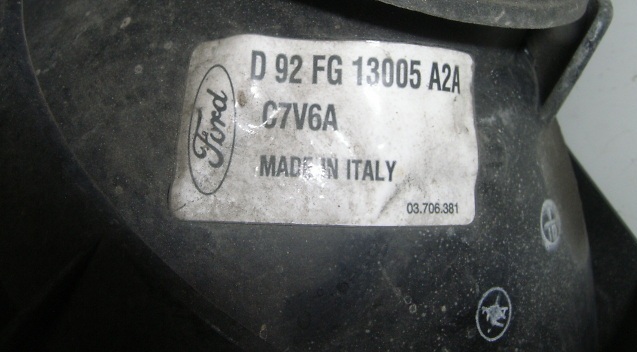 Ford
D 92 FG 13005 A2A
C7V6A
MADE IN ITALY
03.706.381